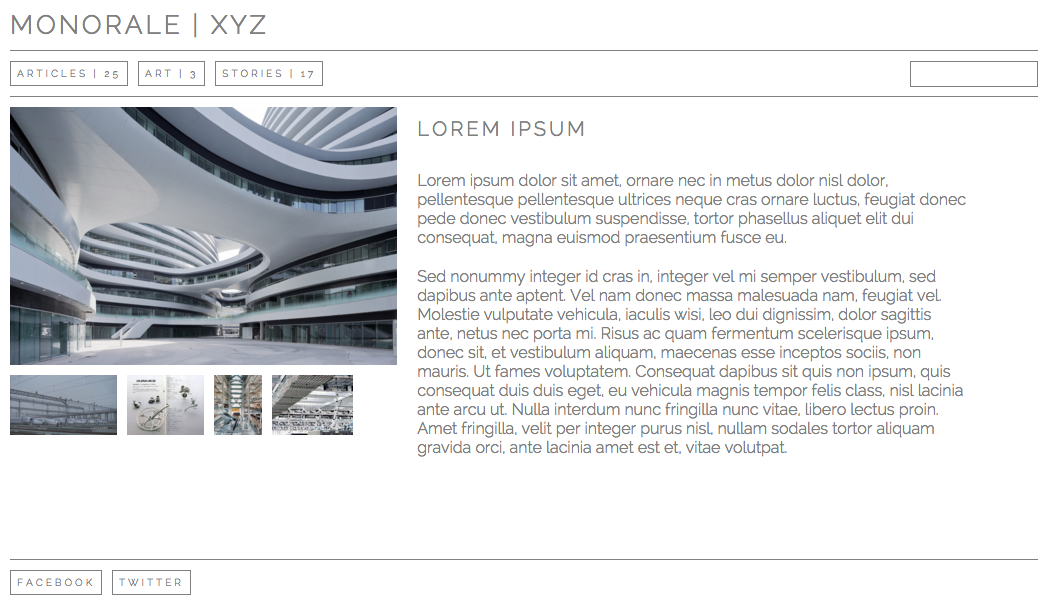 MONORALE | XYZ
ARTICLES | 25
ART | 3
STORIES | 17
LOREM IPSUM
Lorem ipsum dolor sit amet, ornare nec in metus dolor nisl dolor,
pellentesque pellentesque ultrices neque cras ornare luctus, feugiat donec
pede donec vestibulum suspendisse, tortor phasellus aliquet elit dui
consequat, magna euismod praesentium fusce eu.
Sed nonummy integer id cras in, integer vel mi semper vestibulum, sed
dapibus ante aptent. Vel nam donec massa malesuada nam, feugiat vel.
Molestie vulputate vehicula, iaculis wisi, leo dui dignissim, dolor sagittis
ante, netus nec porta mi. Risus ac quam fermentum scelerisque ipsum,
donec sit, et vestibulum aliquam, maecenas esse inceptos sociis, non
mauris. Ut fames voluptatem. Consequat dapibus sit quis non ipsum, quis
consequat duis duis eget, eu vehicula magnis tempor felis class, nisl lacinia
ante arcu ut. Nulla interdum nunc fringilla nunc vitae, libero lectus proin.
Amet fringilla, velit per integer purus nisl, nullam sodales tortor aliquam
gravida orci, ante lacinia amet est et, vitae volutpat.
FACEBOOK
TWITTER